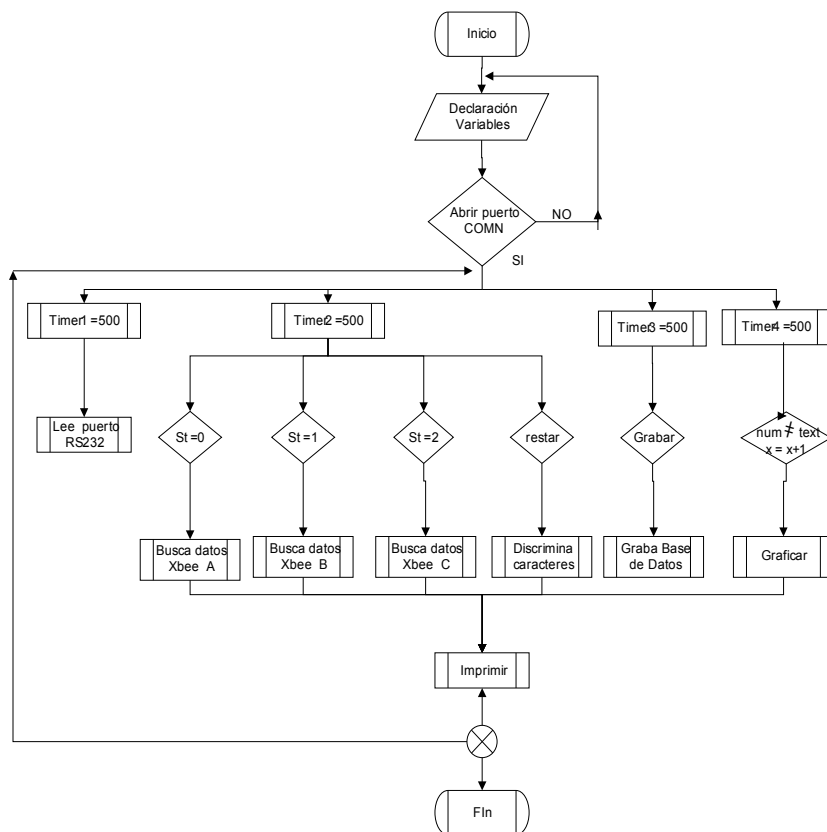 Inicio
Declaración
Variables
Abrir puerto
COMN
NO
SI
Timer1 =500
Timer2 =500
Timer3 =500
Timer4 =500
Lee puerto
RS232
St =0
St =1
St =2
restar
Grabar
num ≠ text
x = x+1
Busca datos
Xbee A
Busca datos
Xbee B
Busca datos
Xbee C
Discrimina
caracteres
Graba Base
de Datos
Graficar
Imprimir
FIn